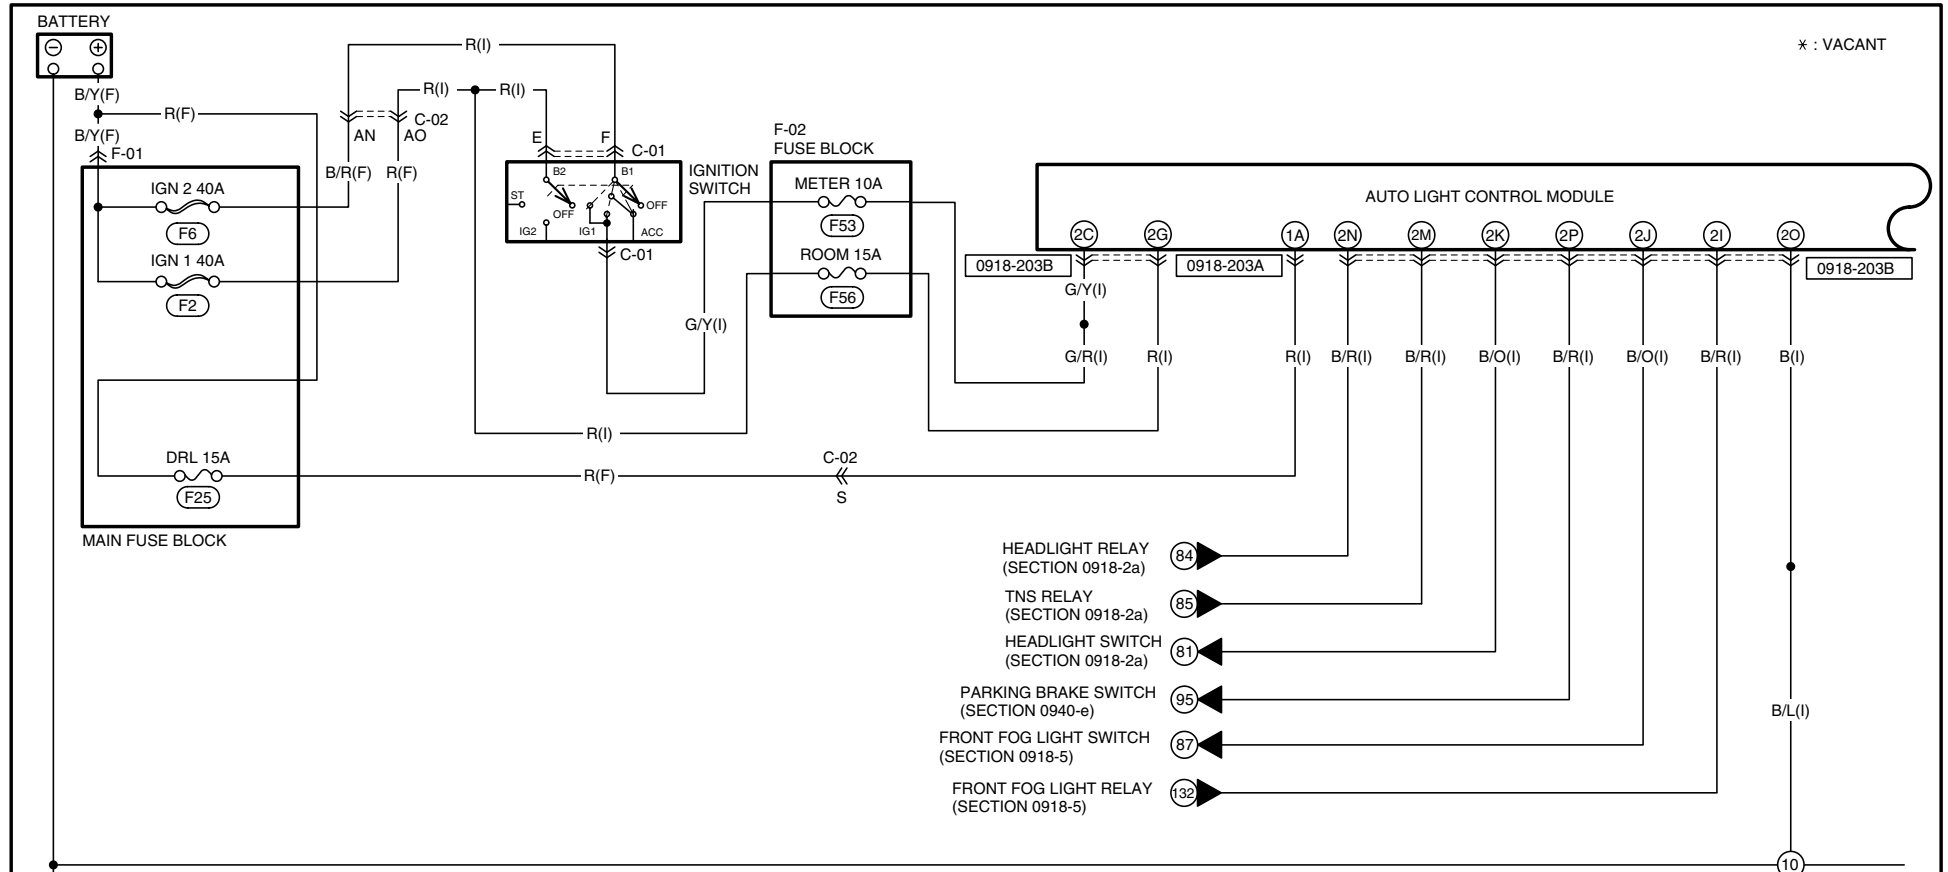 BATTERY
R(I)
* : VACANT
− +
B/Y(F)
R(F)
B/Y(F)
F-01
R(I) R(I)
C-02
AN AO
B/R(F) R(F)
E F
C-01
B2 B1
ST
OFF OFF
IG2 IG1 ACC
C-01
IGNITION
SWITCH
F-02
FUSE BLOCK
METER 10A
F53
ROOM 15A
F56
IGN 2 40A
F6
IGN 1 40A
F2
DRL 15A
F25
MAIN FUSE BLOCK
G/Y(I)
R(I)
R(F)
C-02
S
AUTO LIGHT CONTROL MODULE
2C 2G 1A 2N 2M 2K 2P 2J 2I 2O
0918-203B 0918-203A 0918-203B
G/Y(I)
G/R(I) R(I) R(I) B/R(I) B/R(I) B/O(I) B/R(I) B/O(I) B/R(I) B(I)
HEADLIGHT RELAY 84
(SECTION 0918-2a)
TNS RELAY 85
(SECTION 0918-2a)
HEADLIGHT SWITCH 81
(SECTION 0918-2a)
PARKING BRAKE SWITCH 95
(SECTION 0940-e)
B/L(I)
FRONT FOG LIGHT SWITCH 87
(SECTION 0918-5)
FRONT FOG LIGHT RELAY 132
(SECTION 0918-5)
10